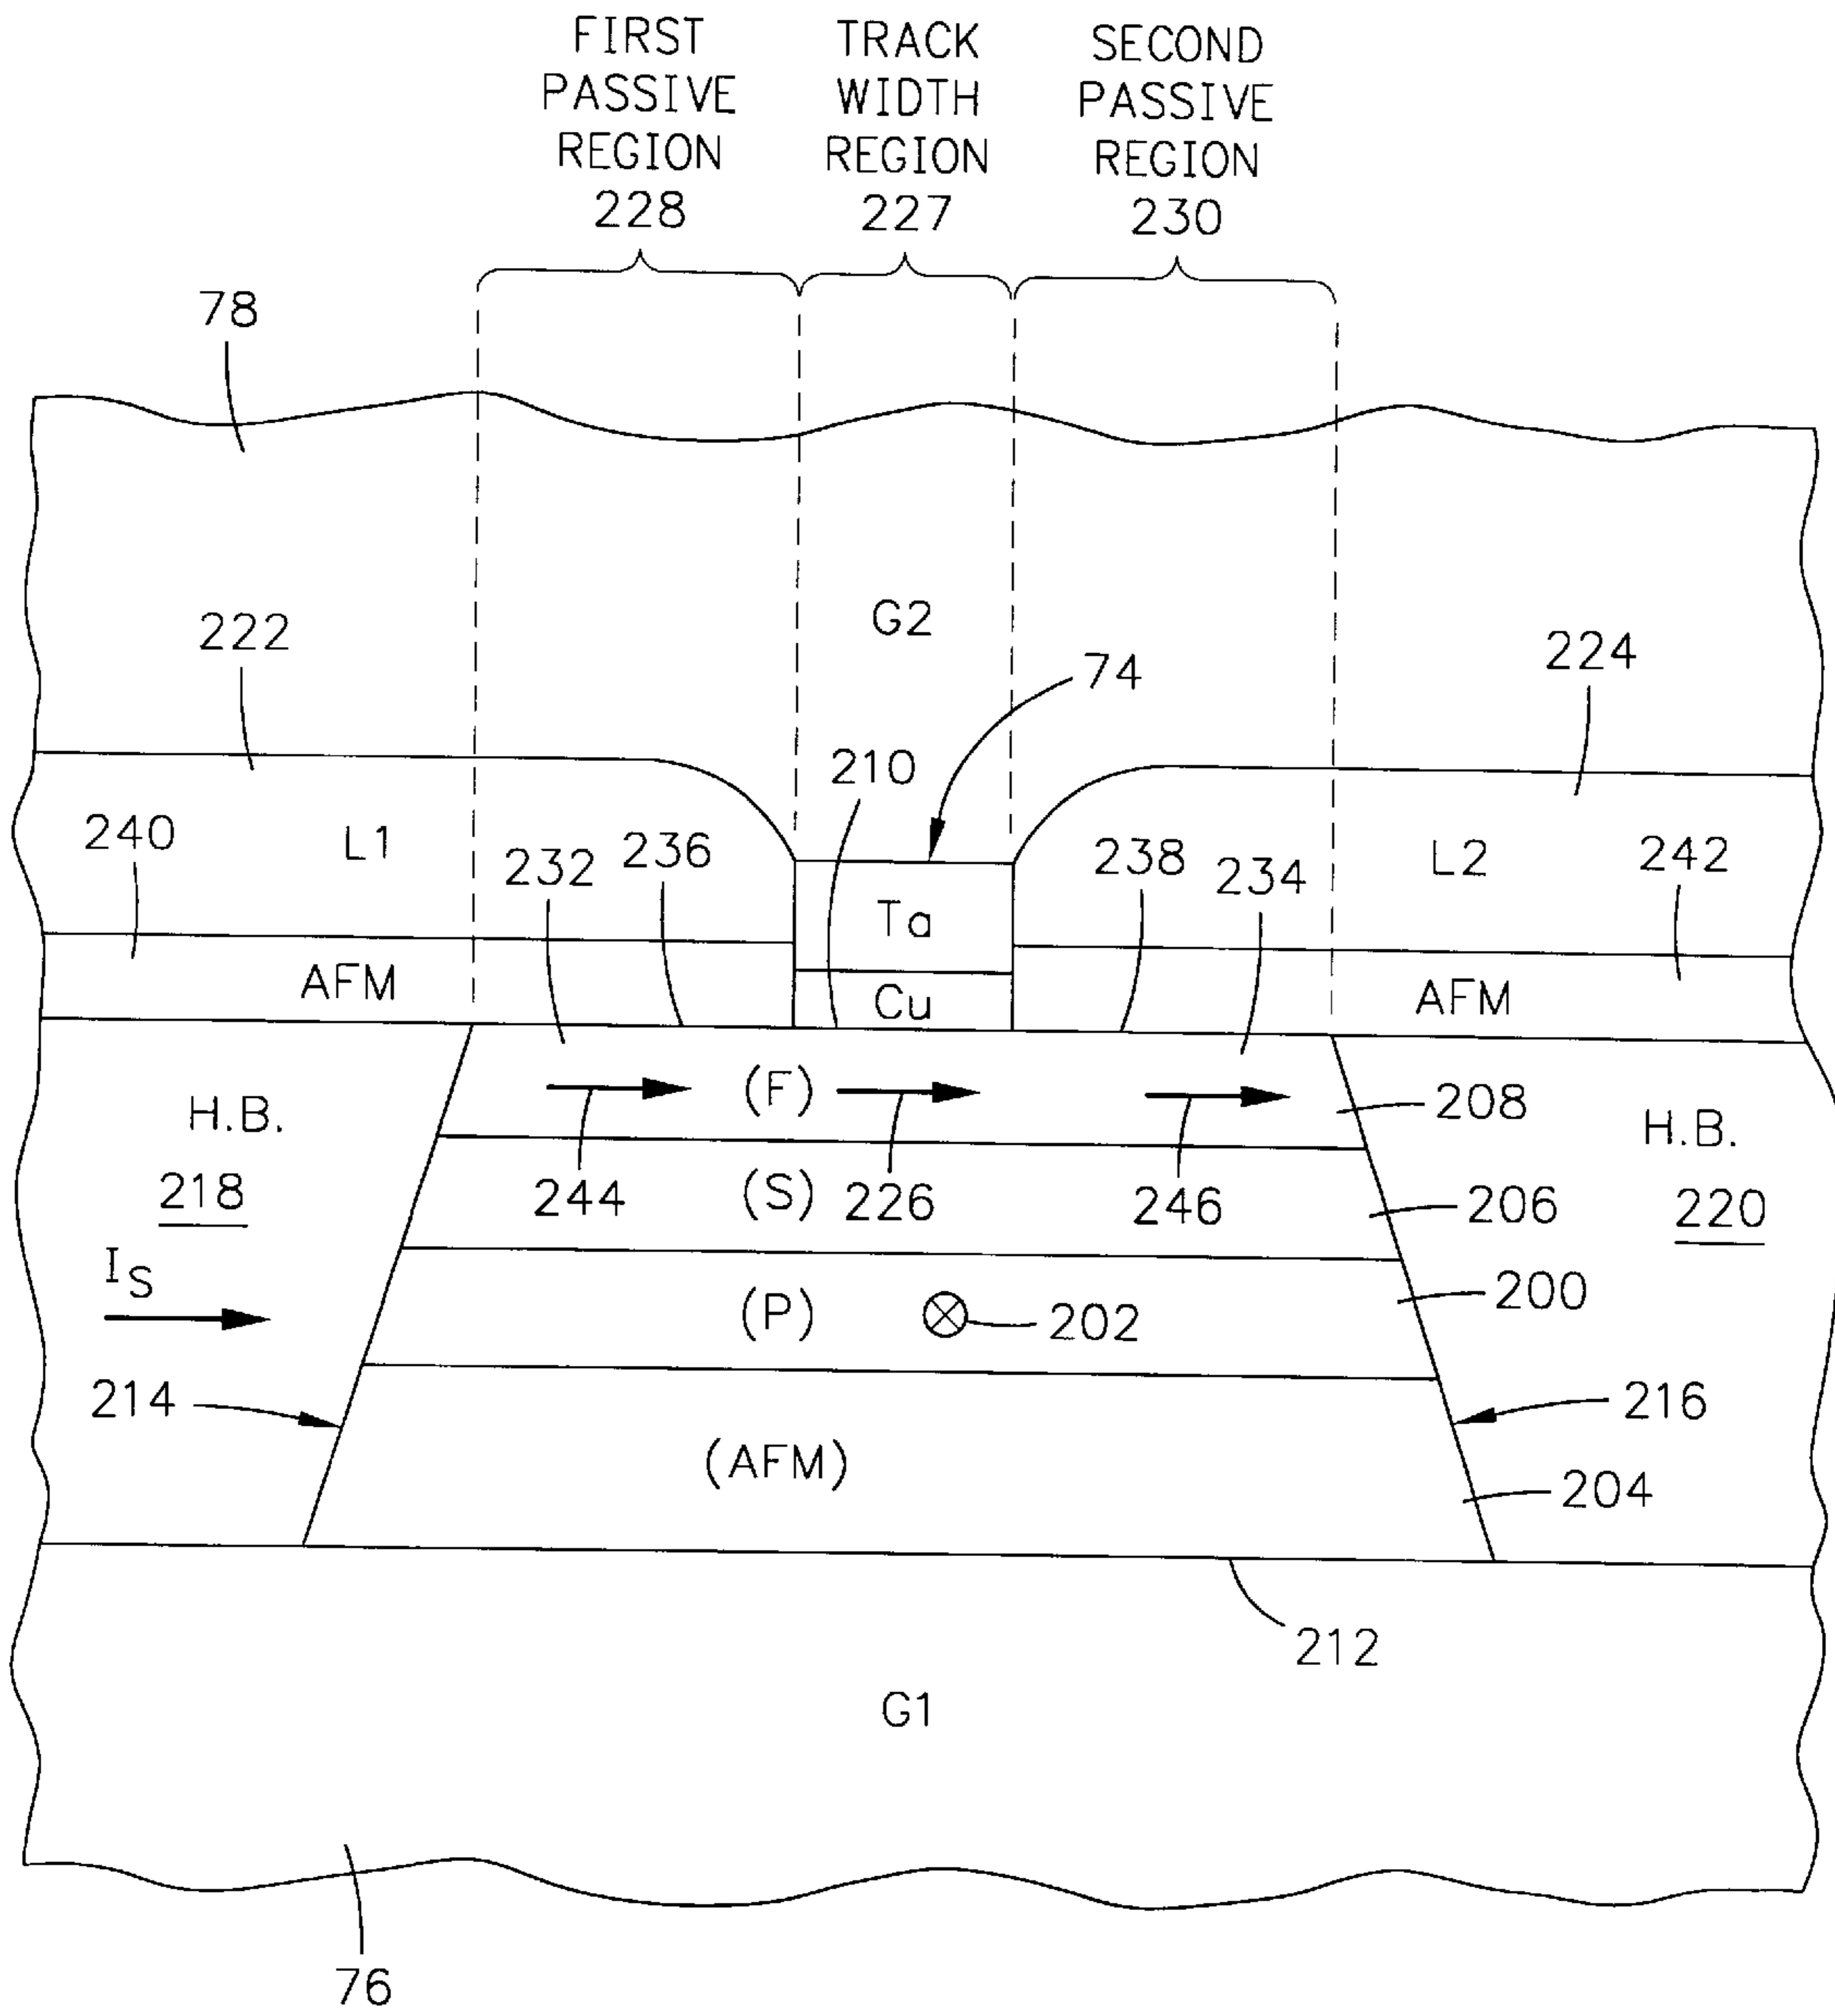 FIRST
PASSIVE
REGION
228
TRACK
WIDTH
REGION
227
SECOND
PASSIVE
REGION
230
78
G2
222
224
74
210
240
L1
232
236
238
234
L2
242
Ta
AFM
Cu
AFM
H.B.
218
(F)
208
H.B.
220
244
(S)
226
246
206
IS
(P)
202
200
214
216
(AFM)
204
212
G1
76